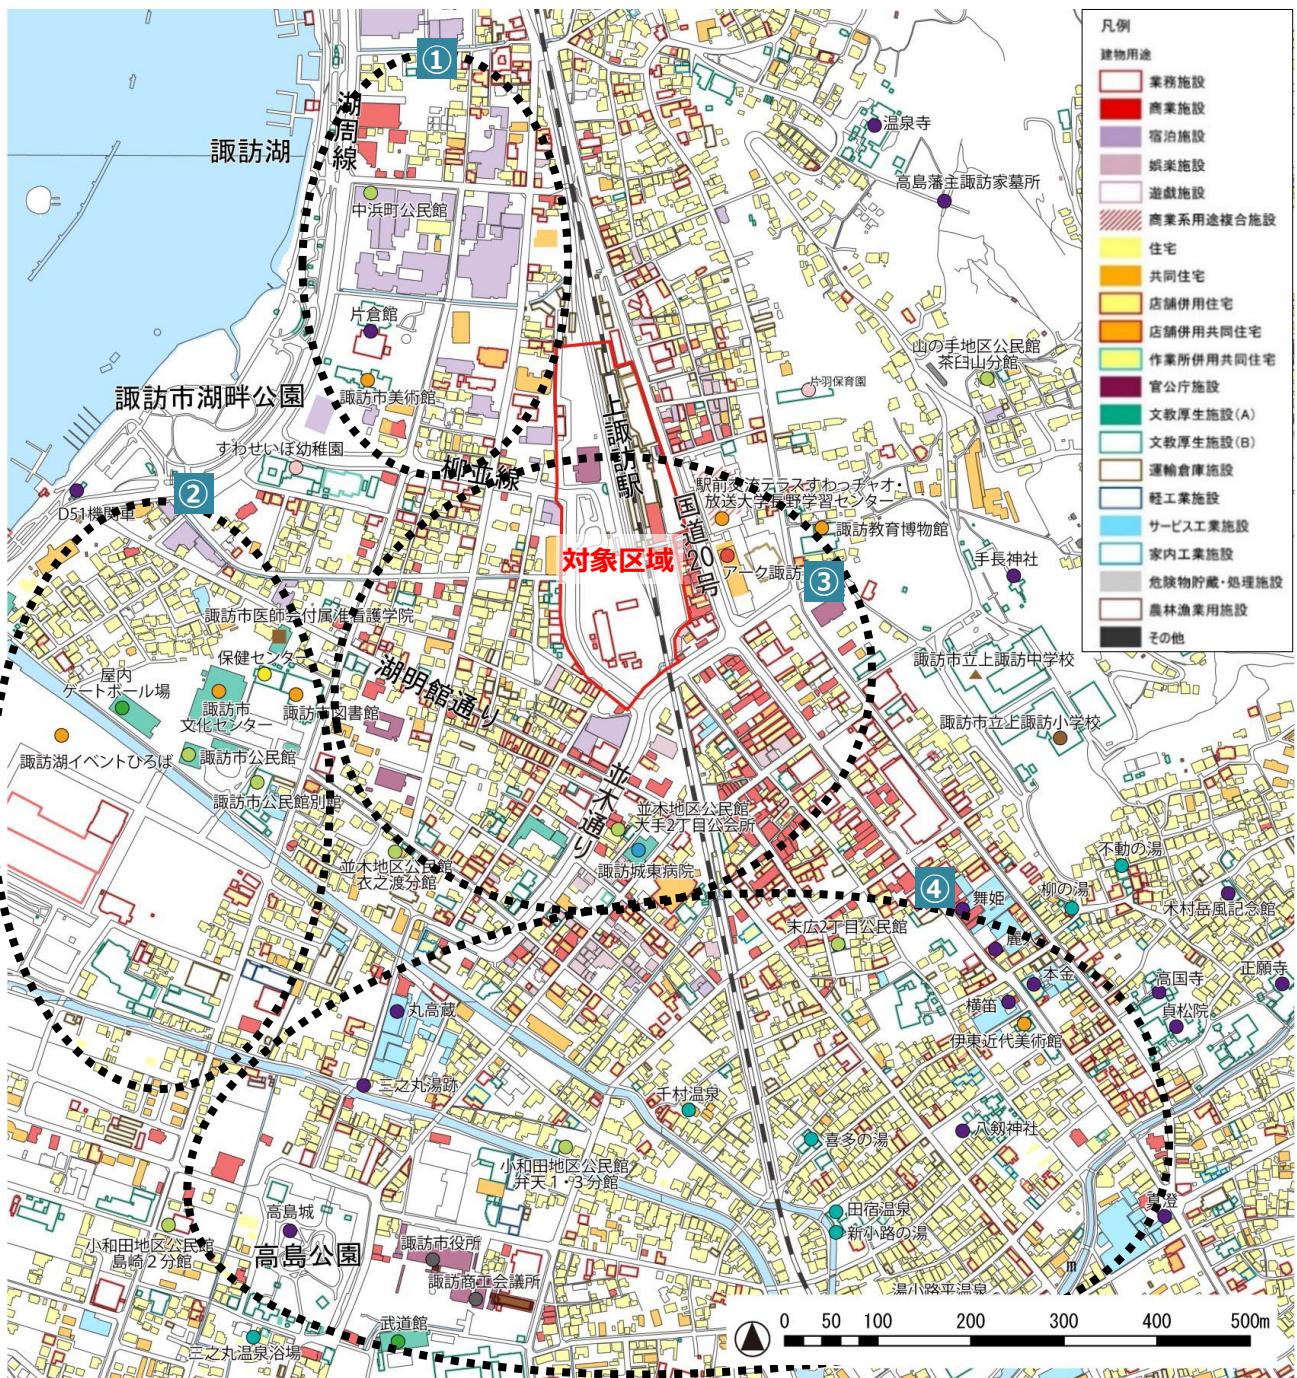 凡例
建物用途
業務施設
商業施設
宿泊施設
娯楽施設
遊戯施設
商業系用途複合施設
住宅
共同住宅
店舗併用住宅
店舗併用共同住宅
作業所併用共同住宅
官公庁施設
文教厚生施設(A)
文教厚生施設(B)
運輸倉庫施設
軽工業施設
サービス工業施設
家内工業施設
危険物貯蔵・処理施設
農林漁業用施設
その他
①
湖周線
諏訪湖
温泉寺
高島藩主諏訪家墓所
中浜町公民館
片倉館
山の手地区公民館
茶臼山分館
片羽保育園
諏訪市美術館
諏訪市湖畔公園
上諏訪駅
すわせいぼ幼稚園
柳並線
②
D51機関車
駅前交流テラスすわっチャオ・
放送大学長野学習センター
国道20号
諏訪教育博物館
対象区域
アーク諏訪
③
手長神社
諏訪市医師会付属准看護学院
保健センター
湖明館通り
諏訪市立上諏訪中学校
屋内
ゲートボール場
諏訪市
文化センター
諏訪市図書館
諏訪市立上諏訪小学校
諏訪湖イベントひろば
諏訪市公民館
諏訪市公民館別館
並木通り
並木地区公民館
大手2丁目公会所
諏訪城東病院
並木地区公民館
衣之渡分館
不動の湯
④
舞姫
柳の湯
木村岳風記念館
末広2丁目公民館
麗人
本金
高国寺
正願寺
丸高蔵
横笛
貞松院
伊東近代美術館
三之丸湯跡
千村温泉
八剱神社
喜多の湯
小和田地区公民館
弁天1・3分館
真澄
田宿温泉
新小路の湯
高島城
小和田地区公民館
島崎2分館
高島公園
諏訪市役所
諏訪商工会議所
湯小路平温泉
m
武道館
三之丸温泉浴場
0 50 100 200 300 400 500m